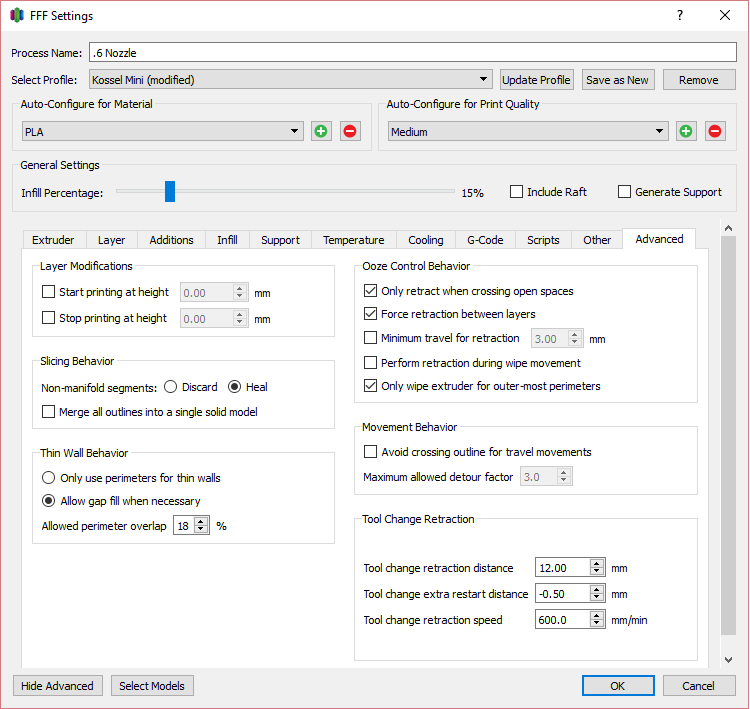 FFF Settings
?
Process Name: .6 Nozzle
Select Profile: Kossel Mini (modified) Update Profile Save as New Remove
Auto-Configure for Material
PLA
Auto-Configure for Print Quality
Medium
General Settings
Infill Percentage: 15% Include Raft Generate Support
Extruder Layer Additions Infill Support Temperature Cooling G-Code Scripts Other Advanced
Layer Modifications
Start printing at height 0.00 mm
Stop printing at height 0.00 mm
Slicing Behavior
Non-manifold segments: Discard Heal
Merge all outlines into a single solid model
Thin Wall Behavior
Only use perimeters for thin walls
Allow gap fill when necessary
Allowed perimeter overlap 18 %
Ooze Control Behavior
Only retract when crossing open spaces
Force retraction between layers
Minimum travel for retraction 3.00 mm
Perform retraction during wipe movement
Only wipe extruder for outer-most perimeters
Movement Behavior
Avoid crossing outline for travel movements
Maximum allowed detour factor 3.0
Tool Change Retraction
Tool change retraction distance 12.00 mm
Tool change extra restart distance -0.50 mm
Tool change retraction speed 600.0 mm/min
Hide Advanced Select Models OK Cancel